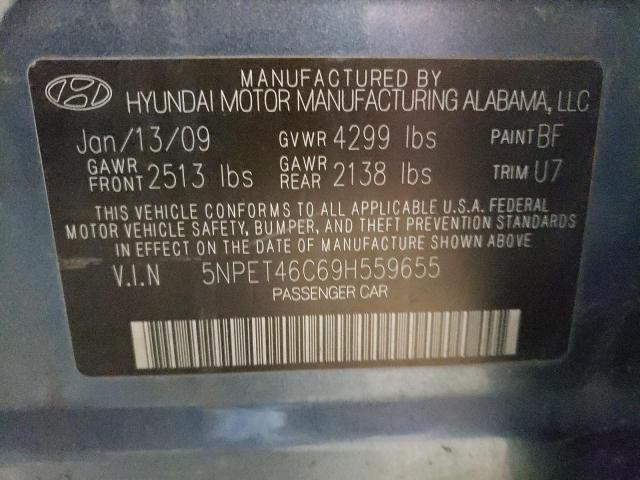 MANUFACTURED BY
HYUNDAI MOTOR MANUFACTURING ALABAMA, LLC
Jan/13/09 GVWR 4299 lbs PAINT BF
GAWR FRONT 2513 lbs GAWR REAR 2138 lbs TRIM U7
THIS VEHICLE CONFORMS TO ALL APPLICABLE U.S.A. FEDERAL
MOTOR VEHICLE SAFETY, BUMPER, AND THEFT PREVENTION STANDARDS
IN EFFECT ON THE DATE OF MANUFACTURE SHOWN ABOVE
V.I.N 5NPET46C69H559655
PASSENGER CAR